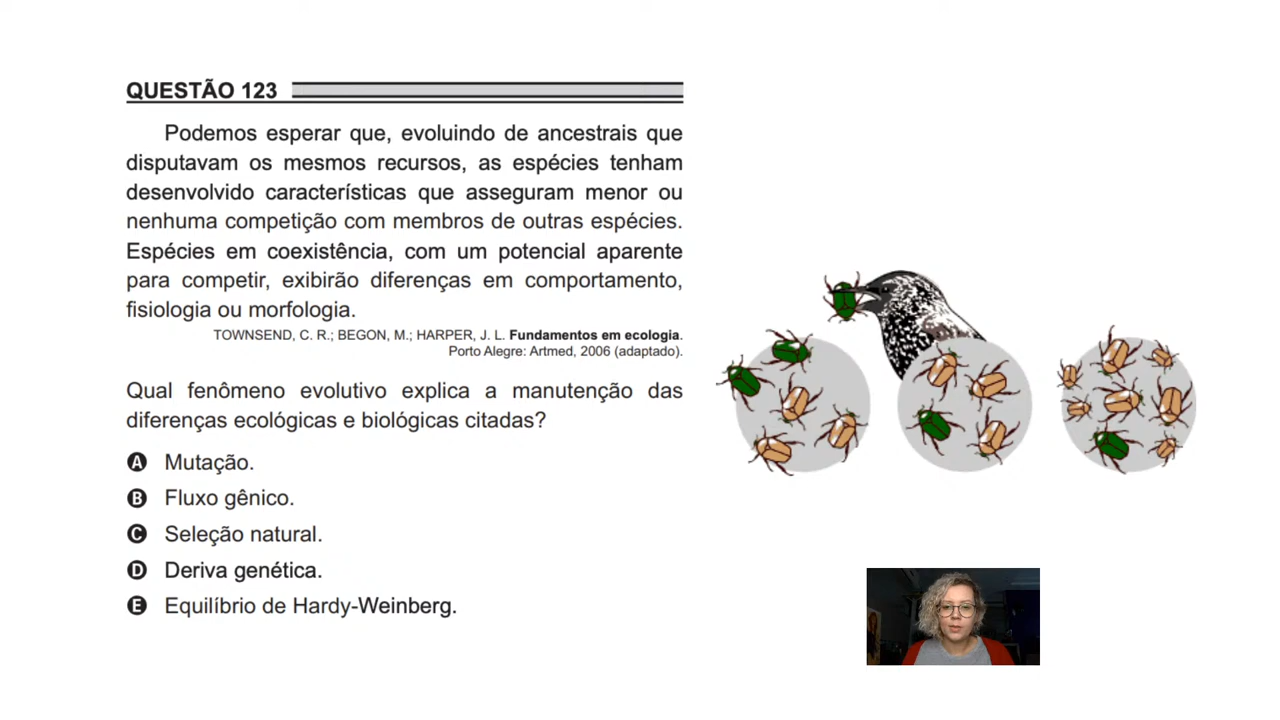 QUESTÃO 123
Podemos esperar que, evoluindo de ancestrais que
disputavam os mesmos recursos, as espécies tenham
desenvolvido características que asseguram menor ou
nenhuma competição com membros de outras espécies.
Espécies em coexistência, com um potencial aparente
para competir, exibirão diferenças em comportamento,
fisiologia ou morfologia.
TOWNSEND, C. R.; BEGON, M.; HARPER, J. L. Fundamentos em ecologia.
Porto Alegre: Artmed, 2006 (adaptado).
Qual fenômeno evolutivo explica a manutenção das
diferenças ecológicas e biológicas citadas?
A Mutação.
B Fluxo gênico.
C Seleção natural.
D Deriva genética.
E Equilíbrio de Hardy-Weinberg.